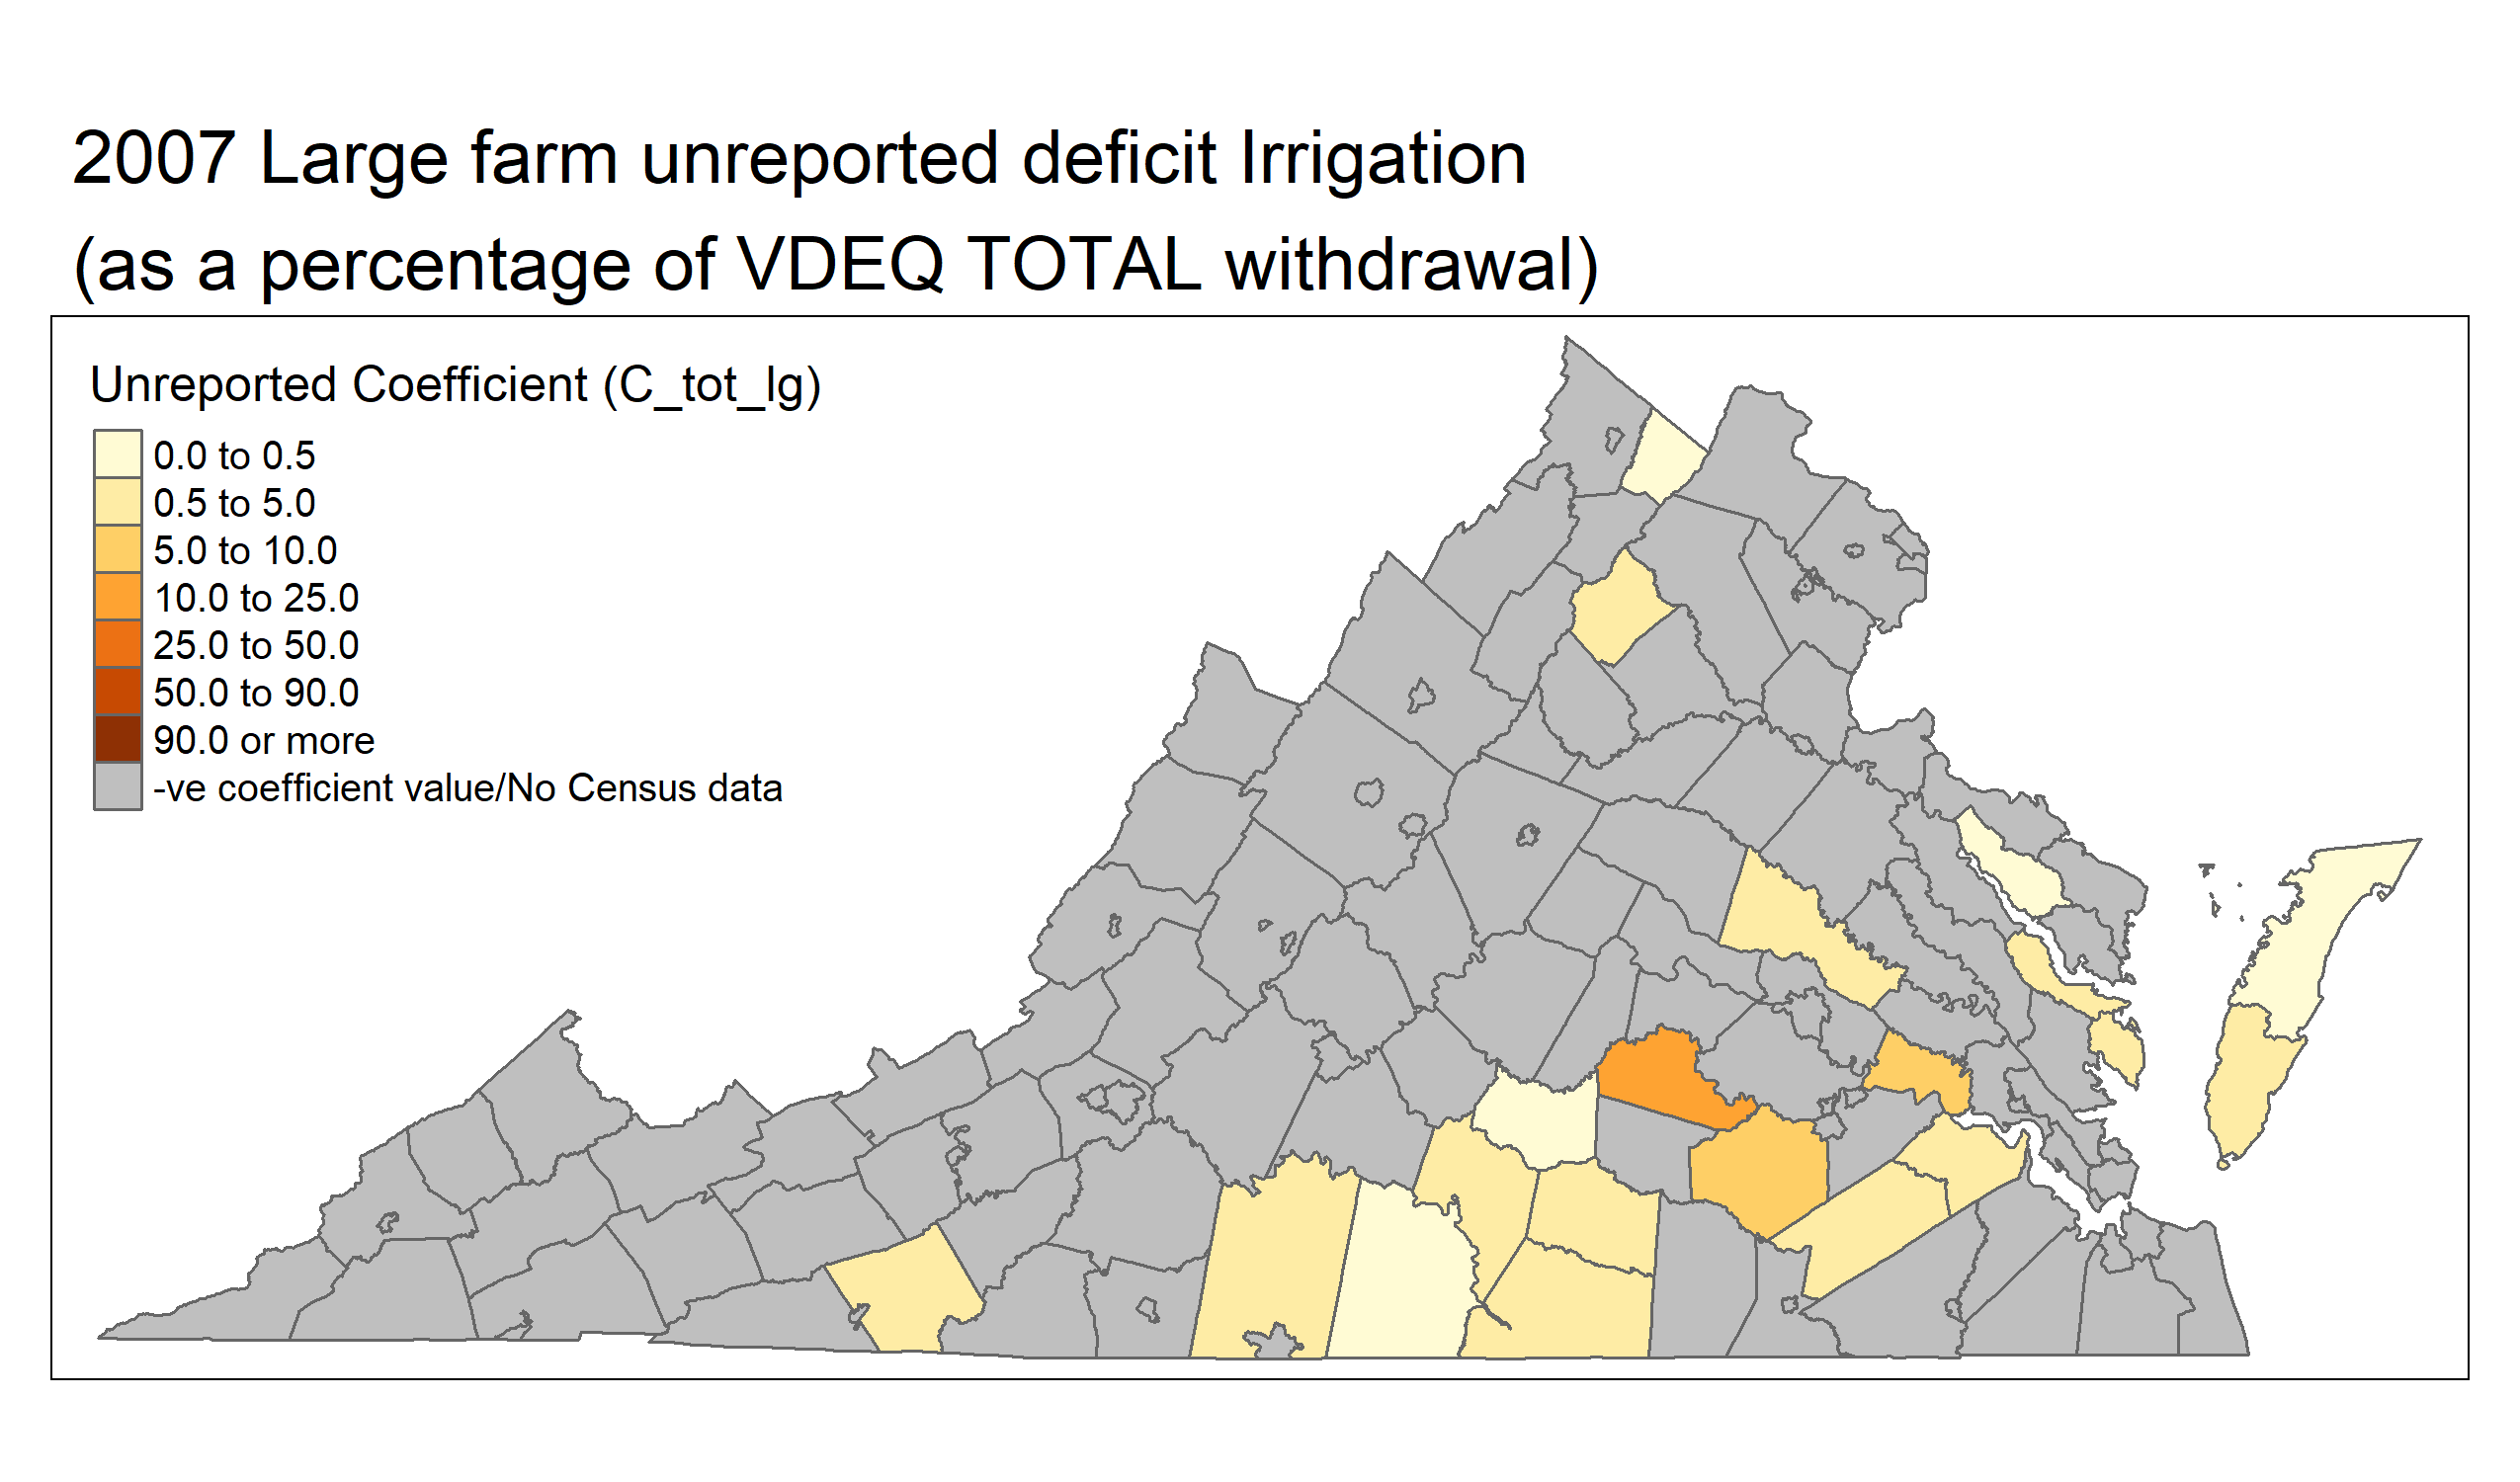 2007 Large farm unreported deficit Irrigation
(as a percentage of VDEQ TOTAL withdrawal)
Unreported Coefficient (C_tot_lg)
0.0 to 0.5
0.5 to 5.0
5.0 to 10.0
10.0 to 25.0
25.0 to 50.0
50.0 to 90.0
90.0 or more
-ve coefficient value/No Census data